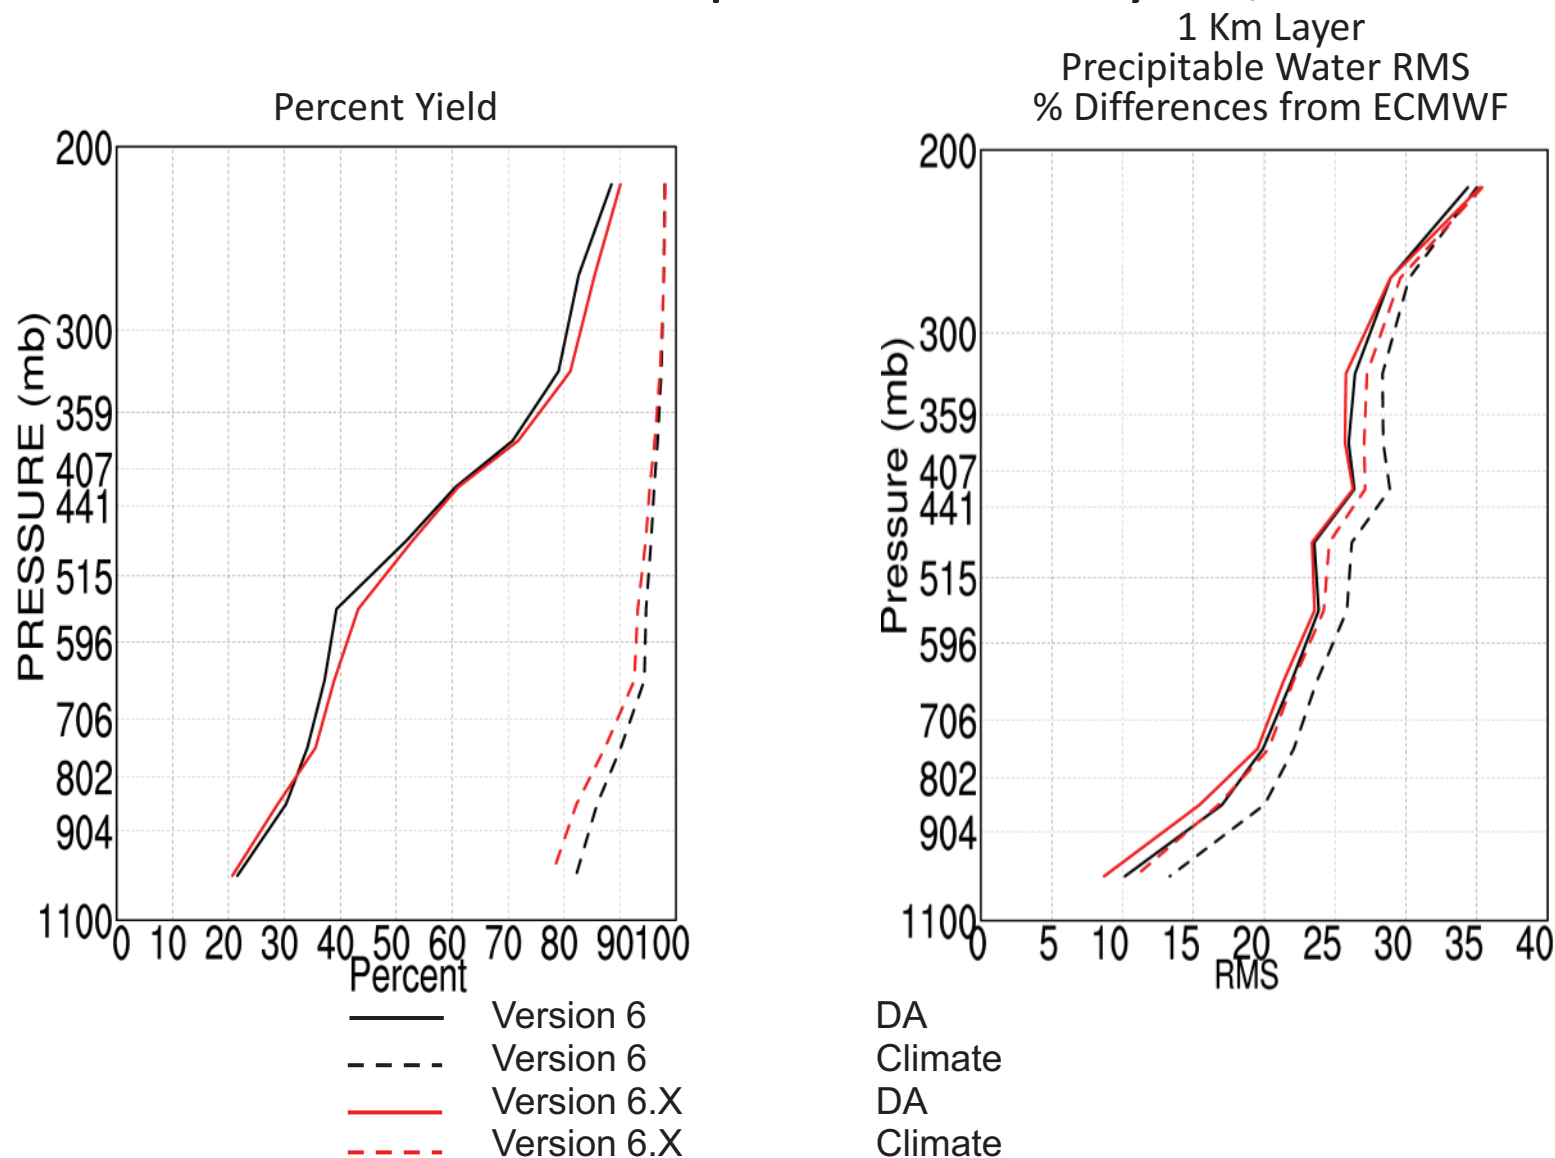 1 Km Layer
Precipitable Water RMS
% Differences from ECMWF
Percent Yield
PRESSURE (mb)
200
300
359
407
441
515
596
706
802
904
1100
0 10 20 30 40 50 60 70 80 90 100
Percent
Pressure (mb)
200
300
359
407
441
515
596
706
802
904
1100
0 5 10 15 20 25 30 35 40
RMS
Version 6 DA
Version 6 Climate
Version 6.X DA
Version 6.X Climate